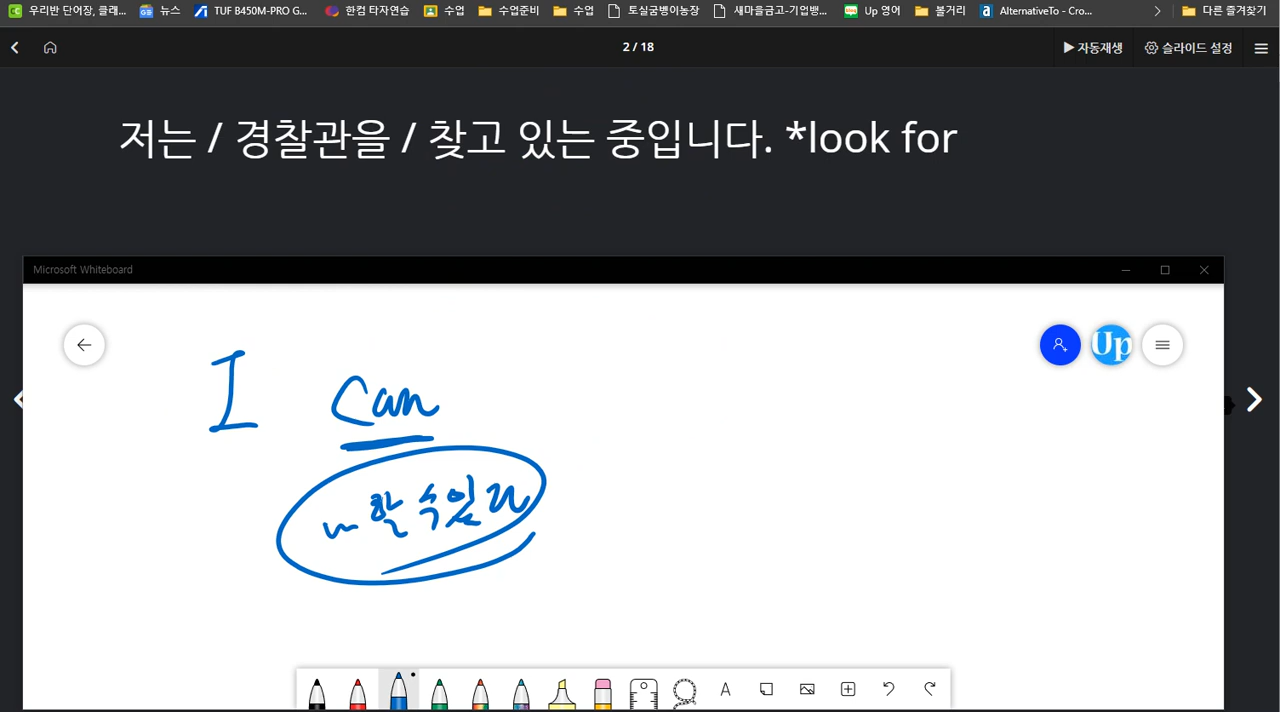 우리반 단어장, 클래... 뉴스 TUF B450M-PRO G... 한컴 타자연습 수업 수업준비 수업 토실굼벵이농장 새마을금고-기업뱅... Up 영어 볼거리 AlternativeTo - Cro... 다른 즐겨찾기
2 / 18 ▶자동재생 슬라이드 설정
저는 / 경찰관을 / 찾고 있는 중입니다. *look for
Microsoft Whiteboard
Up
I can
~할 수 있
A